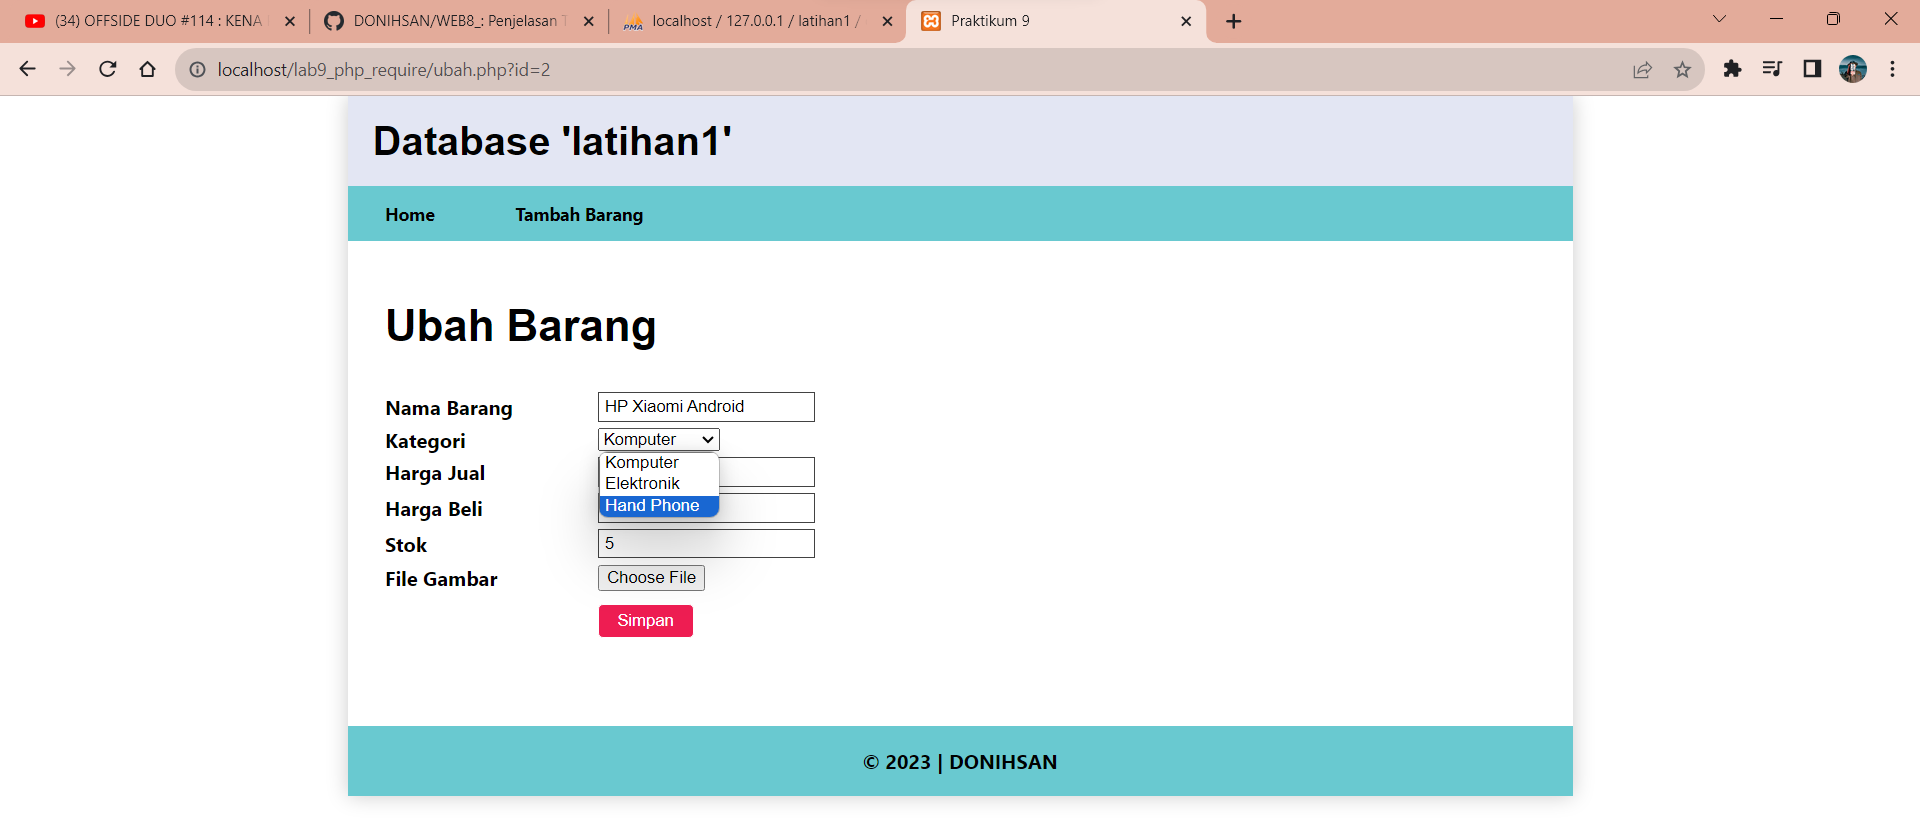 (34) OFFSIDE DUO #114 : KENA
DONIHSAN/WEB8_: Penjelasan T
localhost / 127.0.0.1 / latihan1 /
Praktikum 9
localhost/lab9_php_require/ubah.php?id=2
Database 'latihan1'
Home Tambah Barang
Ubah Barang
Nama Barang HP Xiaomi Android
Kategori Komputer
Komputer
Harga Jual
Elektronik
Hand Phone
Harga Beli
Stok 5
File Gambar Choose File
Simpan
© 2023 | DONIHSAN